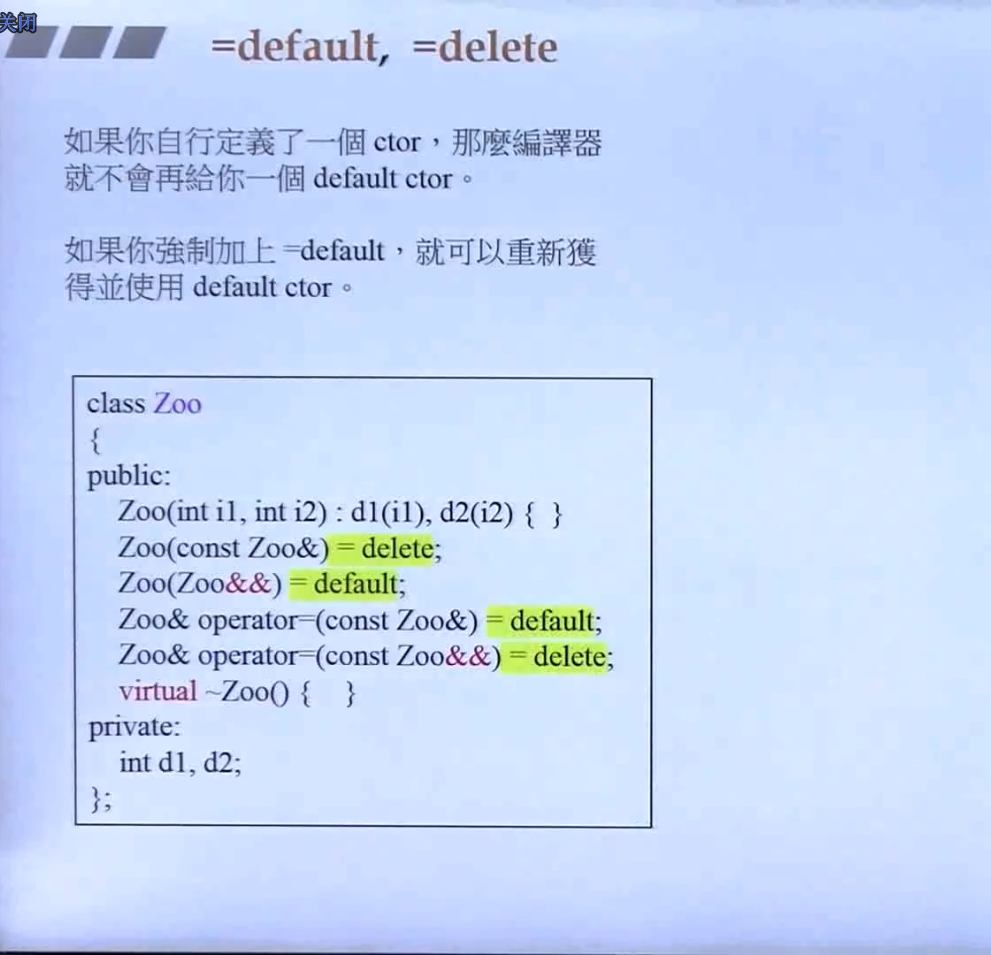 关闭
=default, =delete
如果你自行定義了一個 ctor，那麼編譯器
就不會再給你一個 default ctor。
如果你強制加上 =default，就可以重新獲
得並使用 default ctor。
class Zoo
{
public:
Zoo(int i1, int i2) : d1(i1), d2(i2) { }
Zoo(const Zoo&) = delete;
Zoo(Zoo&&) = default;
Zoo& operator=(const Zoo&) = default;
Zoo& operator=(const Zoo&&) = delete;
virtual ~Zoo() { }
private:
int d1, d2;
};